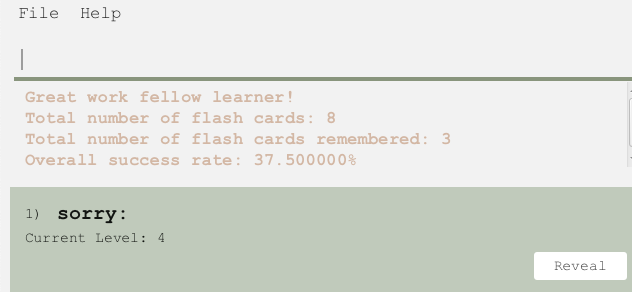 File Help
Great work fellow learner!
Total number of flash cards: 8
Total number of flash cards remembered: 3
Overall success rate: 37.500000%
1) sorry:
Current Level: 4
Reveal